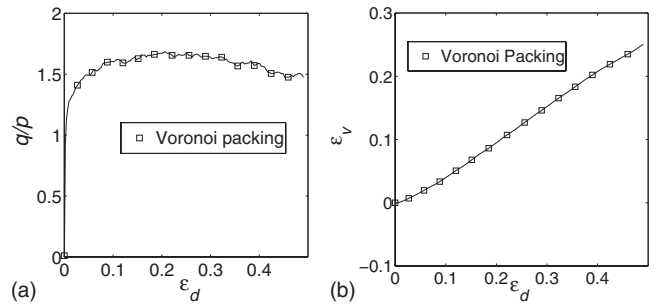 2
1.5
1
0.5
0
q/p
Voronoi packing
0 0.1 0.2 0.3 0.4
ε_d
(a)
0.3
0.2
0.1
0
−0.1
ε_v
Voronoi Packing
0 0.1 0.2 0.3 0.4
ε_d
(b)